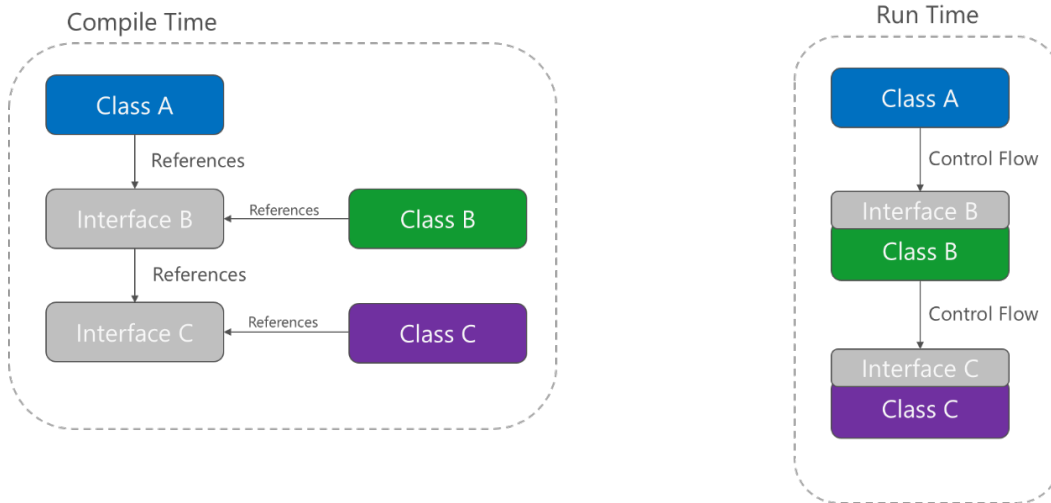 Compile Time
Class A
References
Interface B
References
Class B
References
Interface C
References
Class C
Run Time
Class A
Control Flow
Interface B
Class B
Control Flow
Interface C
Class C